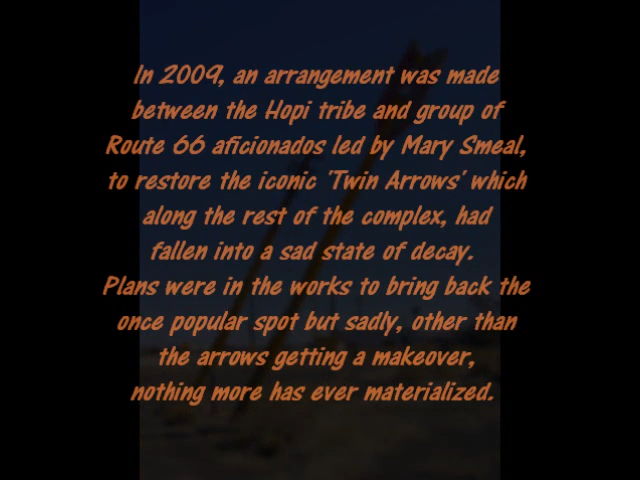 In 2009, an arrangement was made
between the Hopi tribe and group of
Route 66 aficionados led by Mary Smeal,
to restore the iconic 'Twin Arrows' which
along the rest of the complex, had
fallen into a sad state of decay.
Plans were in the works to bring back the
once popular spot but sadly, other than
the arrows getting a makeover,
nothing more has ever materialized.